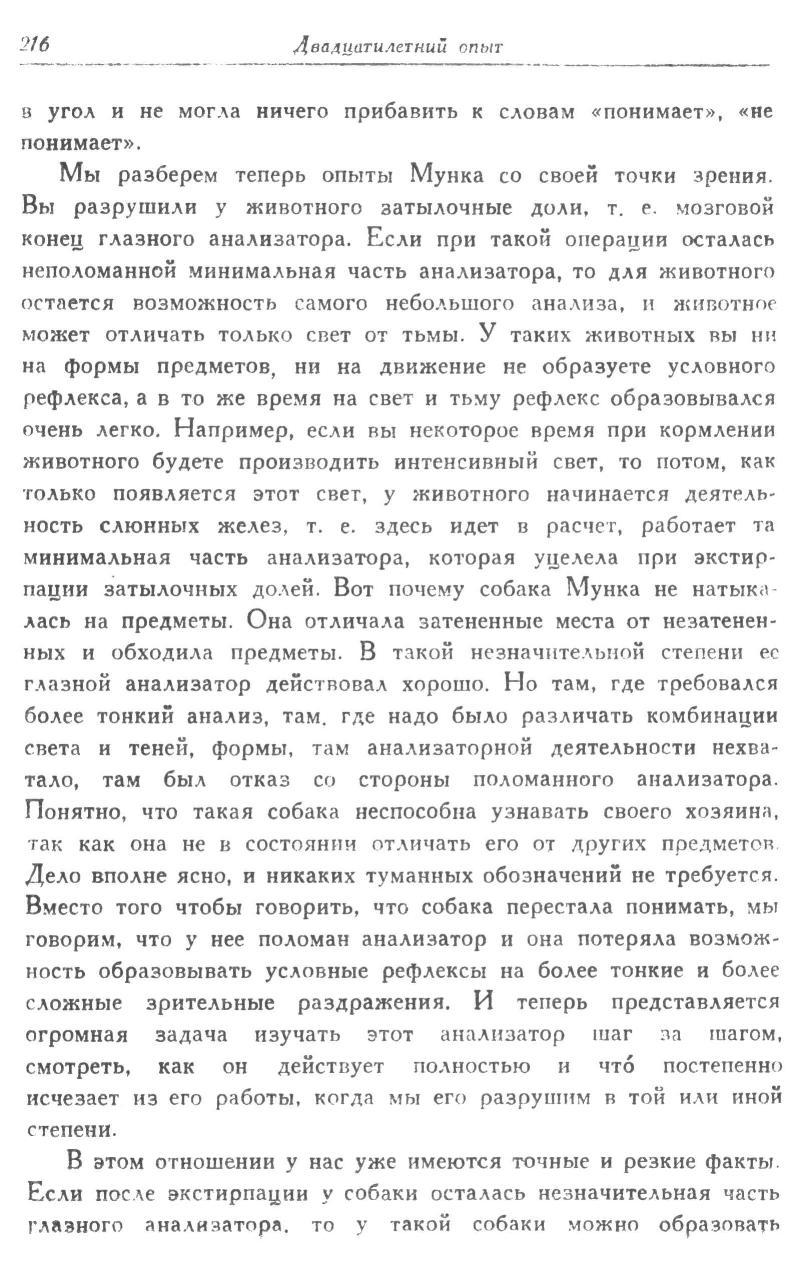 216
Двадцатилетний опыт
в угол и не могла ничего прибавить к словам «понимает», «не
понимает».
Мы разберем теперь опыты Мунка со своей точки зрения.
Вы разрушили у животного затылочные доли, т. е. мозговой
конец глазного анализатора. Если при такой операции осталась
неполоманной минимальная часть анализатора, то для животного
остается возможность самого небольшого анализа, и животное
может отличать только свет от тьмы. У таких животных вы ни
на формы предметов, ни на движение не образуете условного
рефлекса, а в то же время на свет и тьму рефлекс образовывался
очень легко. Например, если вы некоторое время при кормлении
животного будете производить интенсивный свет, то потом, как
только появляется этот свет, у животного начинается деятель-
ность слюнных желез, т. е. здесь идет в расчет, работает та
минимальная часть анализатора, которая уцелела при экстир-
пации затылочных долей. Вот почему собака Мунка не натыка-
лась на предметы. Она отличала затененные места от незатенен-
ных и обходила предметы. В такой незначительной степени ее
глазной анализатор действовал хорошо. Но там, где требовался
более тонкий анализ, там, где надо было различать комбинации
света и теней, формы, там анализаторной деятельности нехва-
тало, там был отказ со стороны поломанного анализатора.
Понятно, что такая собака неспособна узнавать своего хозяина,
так как она не в состоянии отличать его от других предметов.
Дело вполне ясно, и никаких туманных обозначений не требуется.
Вместо того чтобы говорить, что собака перестала понимать, мы
говорим, что у нее поломан анализатор и она потеряла возмож-
ность образовывать условные рефлексы на более тонкие и более
сложные зрительные раздражения. И теперь представляется
огромная задача изучать этот анализатор шаг за шагом,
смотреть, как он действует полностью и что́ постепенно
исчезает из его работы, когда мы его разрушим в той или иной
степени.
В этом отношении у нас уже имеются точные и резкие факты.
Если после экстирпации у собаки осталась незначительная часть
глазного анализатора, то у такой собаки можно образовать